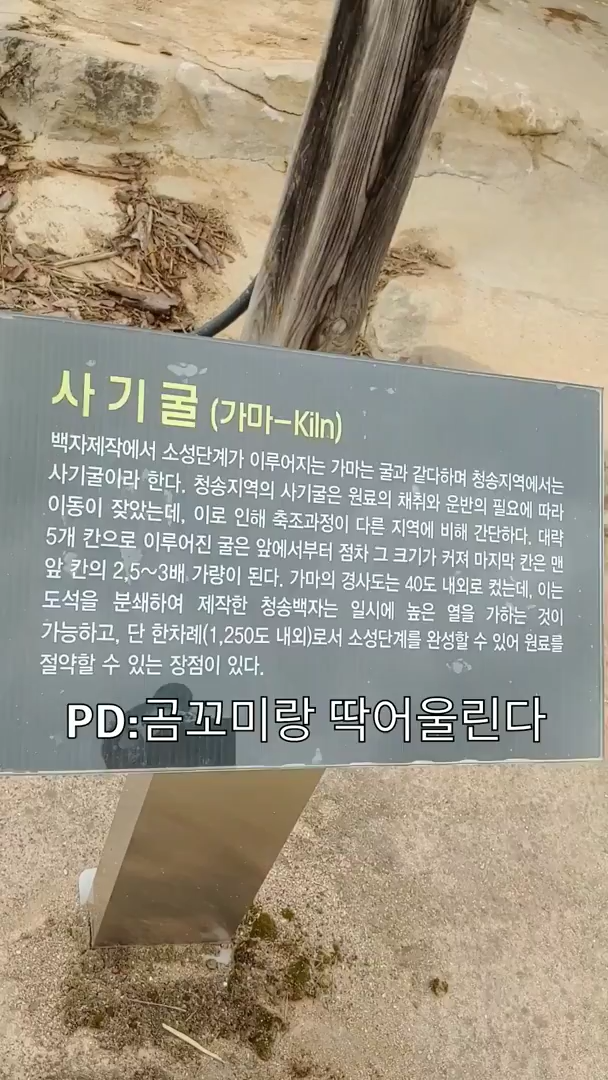 사기굴 (가마-Kiln)
백자제작에서 소성단계가 이루어지는 가마는 굴과 같다하며 청송지역에서는
사기굴이라 한다. 청송지역의 사기굴은 원료의 채취와 운반의 필요에 따라
이동이 잦았는데, 이로 인해 축조과정이 다른 지역에 비해 간단하다. 대략
5개 칸으로 이루어진 굴은 앞에서부터 점차 그 크기가 커져 마지막 칸은 맨
앞 칸의 2.5~3배 가량이 된다. 가마의 경사도는 40도 내외로 컸는데, 이는
도석을 분쇄하여 제작한 청송백자는 일시에 높은 열을 가하는 것이
가능하고, 단 한차례(1,250도 내외)로서 소성단계를 완성할 수 있어 원료를
절약할 수 있는 장점이 있다.
PD:곰꼬미랑 딱어울린다